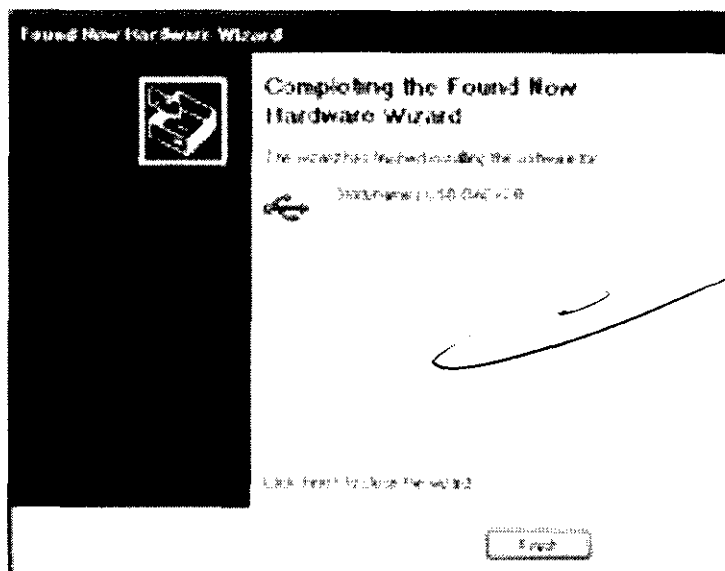 Found New Hardware Wizard
Completing the Found New
Hardware Wizard
The wizard has finished installing the software for:
USB
Click Finish to close the wizard.
Finish